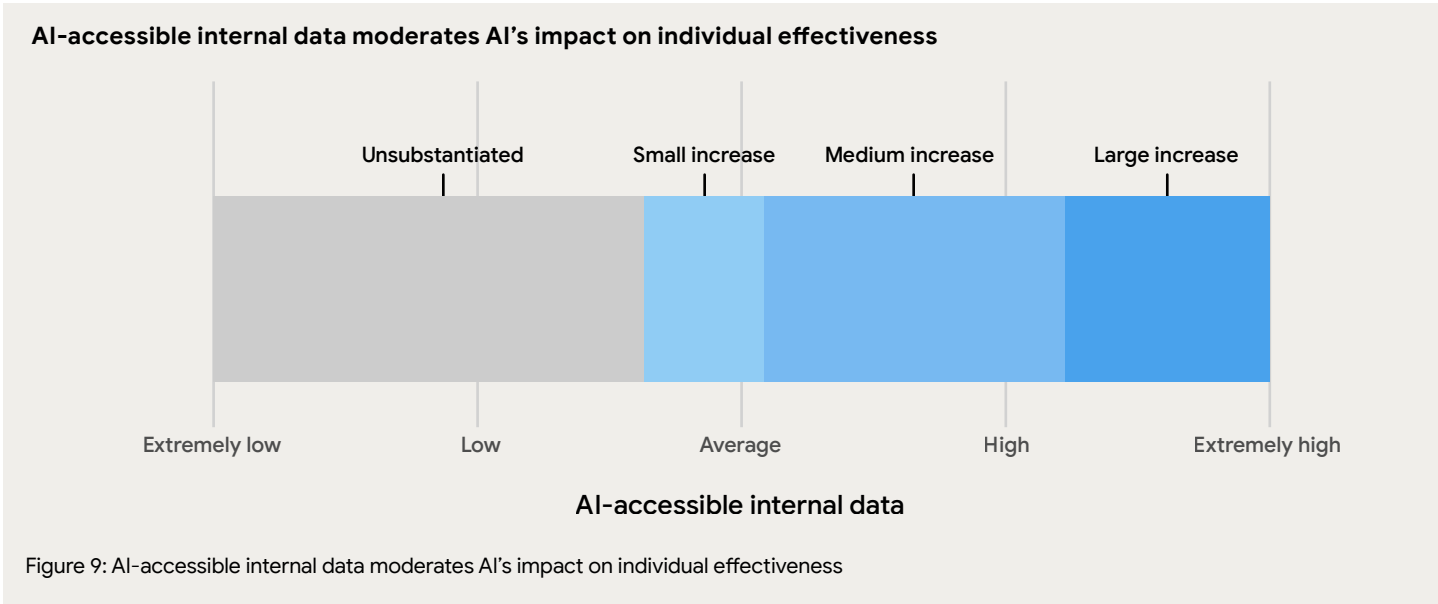 AI-accessible internal data moderates AI’s impact on individual effectiveness
Unsubstantiated
Small increase
Medium increase
Large increase
Extremely low
Low
Average
High
Extremely high
AI-accessible internal data
Figure 9: AI-accessible internal data moderates AI’s impact on individual effectiveness